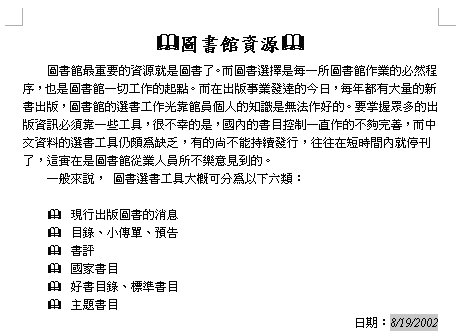 圖書館資源
圖書館最重要的資源就是圖書了。而圖書選擇是每一所圖書館作業的必然程
序，也是圖書館一切工作的起點。而在出版事業發達的今日，每年都有大量的新
書出版，圖書館的選書工作光靠館員個人的知識是無法作好的。要掌握眾多的出
版資訊必須靠一些工具，很不幸的是，國內的書目控制一直作的不夠完善，而中
文資料的選書工具仍頗為缺乏，有的尚不能持續發行，往往在短時間內就停刊
了，這實在是圖書館從業人員所不樂意見到的。
一般來說， 圖書選書工具大概可分為以下六類：
現行出版圖書的消息
目錄、小傳單、預告
書評
國家書目
好書目錄、標準書目
主題書目
日期：8/19/2002